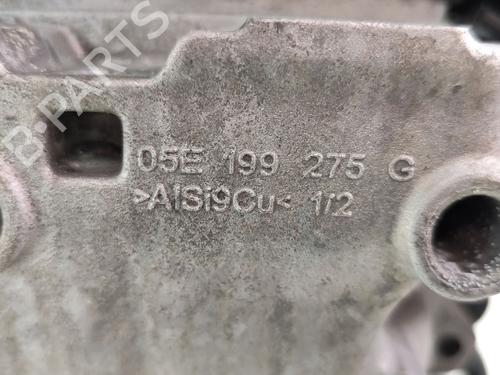 B-PARTS
05E 199 275 G
>AlSi9Cu< 1/2